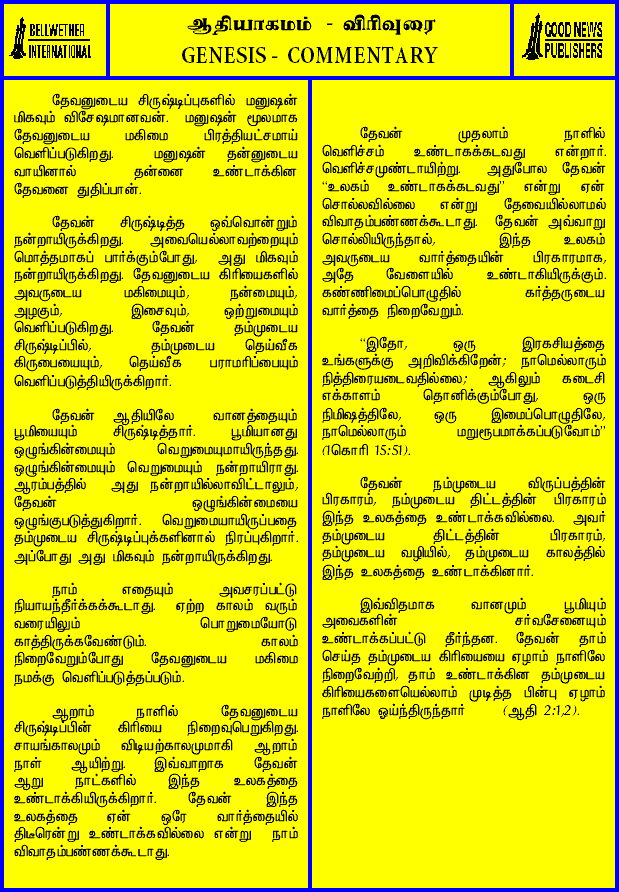 BELLWETHER
INTERNATIONAL
ஆதியாகமம் - விரிவுரை
GENESIS - COMMENTARY
GOOD NEWS
PUBLISHERS
தேவனுடைய சிருஷ்டிப்புகளில் மனுஷன்
மிகவும் விசேஷமானவன். மனுஷன் மூலமாக
தேவனுடைய மகிமை பிரத்தியட்சமாய்
வெளிப்படுகிறது. மனுஷன் தன்னுடைய
வாயினால் தன்னை உண்டாக்கின
தேவனை துதிப்பான்.
தேவன் சிருஷ்டித்த ஒவ்வொன்றும்
நன்றாயிருக்கிறது. அவையெல்லாவற்றையும்
மொத்தமாகப் பார்க்கும்போது, அது மிகவும்
நன்றாயிருக்கிறது. தேவனுடைய கிரியைகளில்
அவருடைய மகிமையும், நன்மையும்,
அழகும், இசைவும், ஒற்றுமையும்
வெளிப்படுகிறது. தேவன் தம்முடைய
சிருஷ்டிப்பில், தம்முடைய தெய்வீக
கிருபையையும், தெய்வீக பராமரிப்பையும்
வெளிப்படுத்தியிருக்கிறார்.
தேவன் ஆதியிலே வானத்தையும்
பூமியையும் சிருஷ்டித்தார். பூமியானது
ஒழுங்கின்மையும் வெறுமையுமாயிருந்தது.
ஒழுங்கின்மையும் வெறுமையும் நன்றாயிராது.
ஆரம்பத்தில் அது நன்றாயில்லாவிட்டாலும்,
தேவன் ஒழுங்கின்மையை
ஒழுங்குபடுத்துகிறார். வெறுமையாயிருப்பதை
தம்முடைய சிருஷ்டிப்புக்களினால் நிரப்புகிறார்.
அப்போது அது மிகவும் நன்றாயிருக்கிறது.
நாம் எதையும் அவசரப்பட்டு
நியாயந்தீர்க்கக்கூடாது. ஏற்ற காலம் வரும்
வரையிலும் பொறுமையோடு
காத்திருக்கவேண்டும். காலம்
நிறைவேறும்போது தேவனுடைய மகிமை
நமக்கு வெளிப்படுத்தப்படும்.
ஆறாம் நாளில் தேவனுடைய
சிருஷ்டிப்பின் கிரியை நிறைவுபெறுகிறது.
சாயங்காலமும் விடியற்காலமுமாகி ஆறாம்
நாள் ஆயிற்று. இவ்வாறாக தேவன்
ஆறு நாட்களில் இந்த உலகத்தை
உண்டாக்கியிருக்கிறார். தேவன் இந்த
உலகத்தை ஏன் ஒரே வார்த்தையில்
திடீரென்று உண்டாக்கவில்லை என்று நாம்
விவாதம்பண்ணக்கூடாது.
தேவன் முதலாம் நாளில்
வெளிச்சம் உண்டாகக்கடவது என்றார்.
வெளிச்சமுண்டாயிற்று. அதுபோல தேவன்
“உலகம் உண்டாகக்கடவது” என்று ஏன்
சொல்லவில்லை என்று தேவையில்லாமல்
விவாதம்பண்ணக்கூடாது. தேவன் அவ்வாறு
சொல்லியிருந்தால், இந்த உலகம்
அவருடைய வார்த்தையின் பிரகாரமாக,
அதே வேளையில் உண்டாகியிருக்கும்.
கண்ணிமைப்பொழுதில் கர்த்தருடைய
வார்த்தை நிறைவேறும்.
“இதோ, ஒரு இரகசியத்தை
உங்களுக்கு அறிவிக்கிறேன்; நாமெல்லாரும்
நித்திரையடைவதில்லை; ஆகிலும் கடைசி
எக்காளம் தொனிக்கும்போது, ஒரு
நிமிஷத்திலே, ஒரு இமைப்பொழுதிலே,
நாமெல்லாரும் மறுரூபமாக்கப்படுவோம்”
(1கொரி 15:51).
தேவன் நம்முடைய விருப்பத்தின்
பிரகாரம், நம்முடைய திட்டத்தின் பிரகாரம்
இந்த உலகத்தை உண்டாக்கவில்லை. அவர்
தம்முடைய திட்டத்தின் பிரகாரம்,
தம்முடைய வழியில், தம்முடைய காலத்தில்
இந்த உலகத்தை உண்டாக்கினார்.
இவ்விதமாக வானமும் பூமியும்
அவைகளின் சர்வசேனையும்
உண்டாக்கப்பட்டு தீர்ந்தன. தேவன் தாம்
செய்த தம்முடைய கிரியையை ஏழாம் நாளிலே
நிறைவேற்றி, தாம் உண்டாக்கின தம்முடைய
கிரியைகளையெல்லாம் முடித்த பின்பு ஏழாம்
நாளிலே ஓய்ந்திருந்தார் (ஆதி 2:1,2).